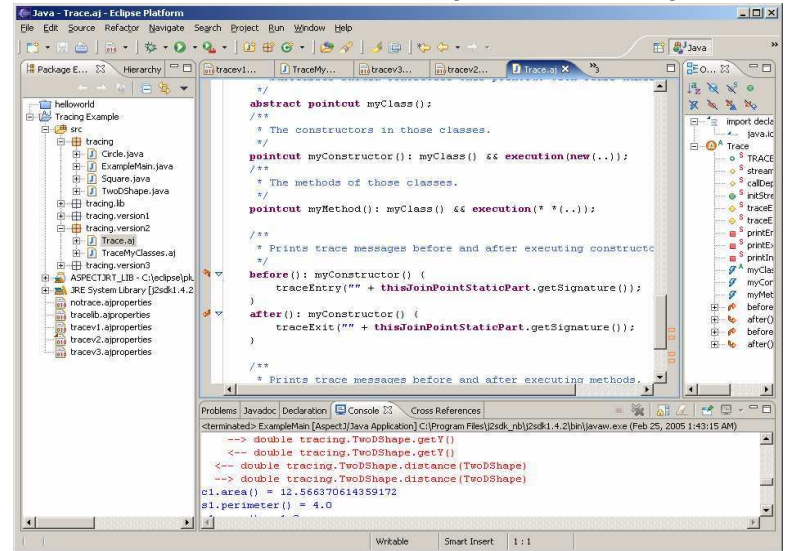 Java - Trace.aj - Eclipse Platform
File Edit Source Refactor Navigate Search Project Run Window Help
Java
Package E...
Hierarchy
helloworld
Tracing Example
src
tracing
Circle.java
ExampleMain.java
Square.java
TwoDShape.java
tracing.lib
tracing.version1
tracing.version2
Trace.aj
TraceMyClasses.aj
tracing.version3
ASPECTJRT_LIB - C:\eclipse\plu
JRE System Library [j2sdk1.4.2
notrace.ajproperties
tracelib.ajproperties
tracev1.ajproperties
tracev2.ajproperties
tracev3.ajproperties
tracev1...
TraceMy...
tracev3...
tracev2...
Trace.aj
»3
*/
abstract pointcut myClass();
/**
* The constructors in those classes.
*/
pointcut myConstructor(): myClass() && execution(new(..));
/**
* The methods of those classes.
*/
pointcut myMethod(): myClass() && execution(* *(..));
/**
* Prints trace messages before and after executing constructo
*/
before(): myConstructor() {
traceEntry("" + thisJoinPointStaticPart.getSignature());
}
after(): myConstructor() {
traceExit("" + thisJoinPointStaticPart.getSignature());
}
/**
* Prints trace messages before and after executing methods.
O...
import decla
java.ic
Trace
TRACE
stream
callDep
initStre
traceE
traceE
printEr
printEx
printIn
myClas
myCor
myMet
before
after()
before
after()
Problems Javadoc Declaration Console Cross References
<terminated> ExampleMain [AspectJ/Java Application] C:\Program Files\j2sdk_nb\j2sdk1.4.2\bin\javaw.exe (Feb 25, 2005 1:43:15 AM)
--> double tracing.TwoDShape.getY()
<-- double tracing.TwoDShape.getY()
<-- double tracing.TwoDShape.distance(TwoDShape)
--> double tracing.TwoDShape.distance(TwoDShape)
c1.area() = 12.566370614359172
s1.perimeter() = 4.0
Writable Smart Insert 1 : 1